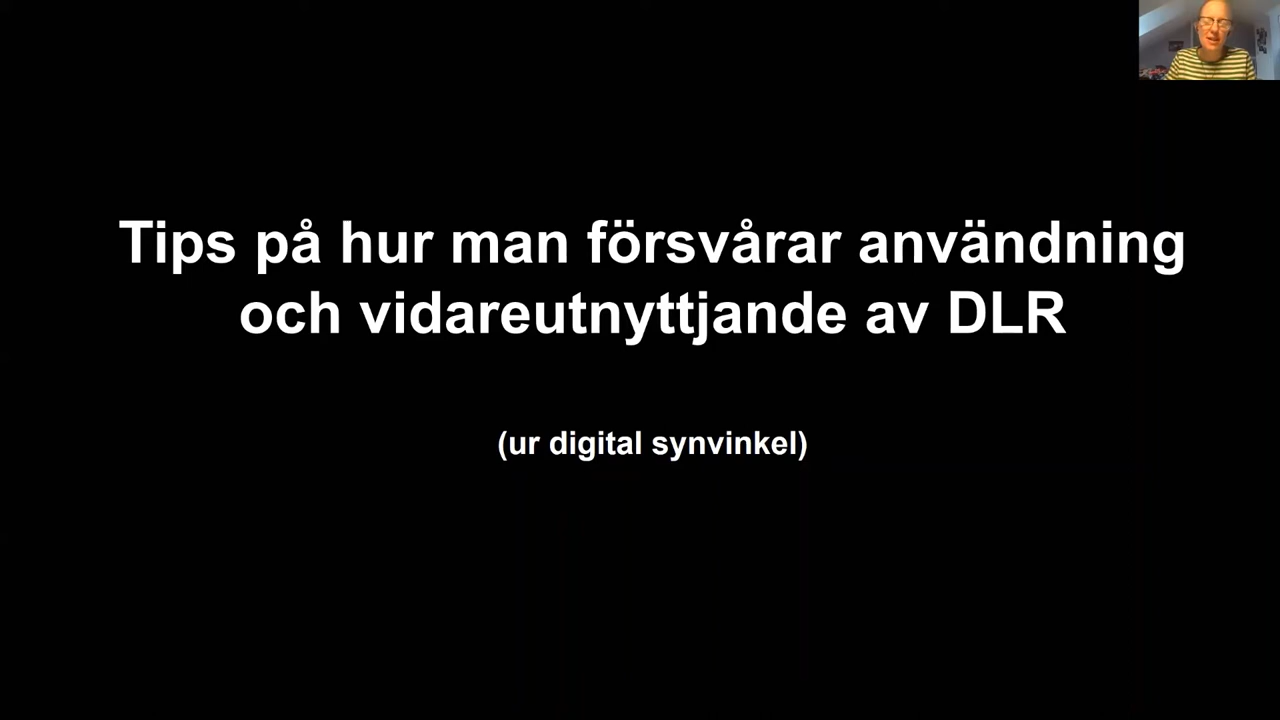 Tips på hur man försvårar användning
och vidareutnyttjande av DLR
(ur digital synvinkel)